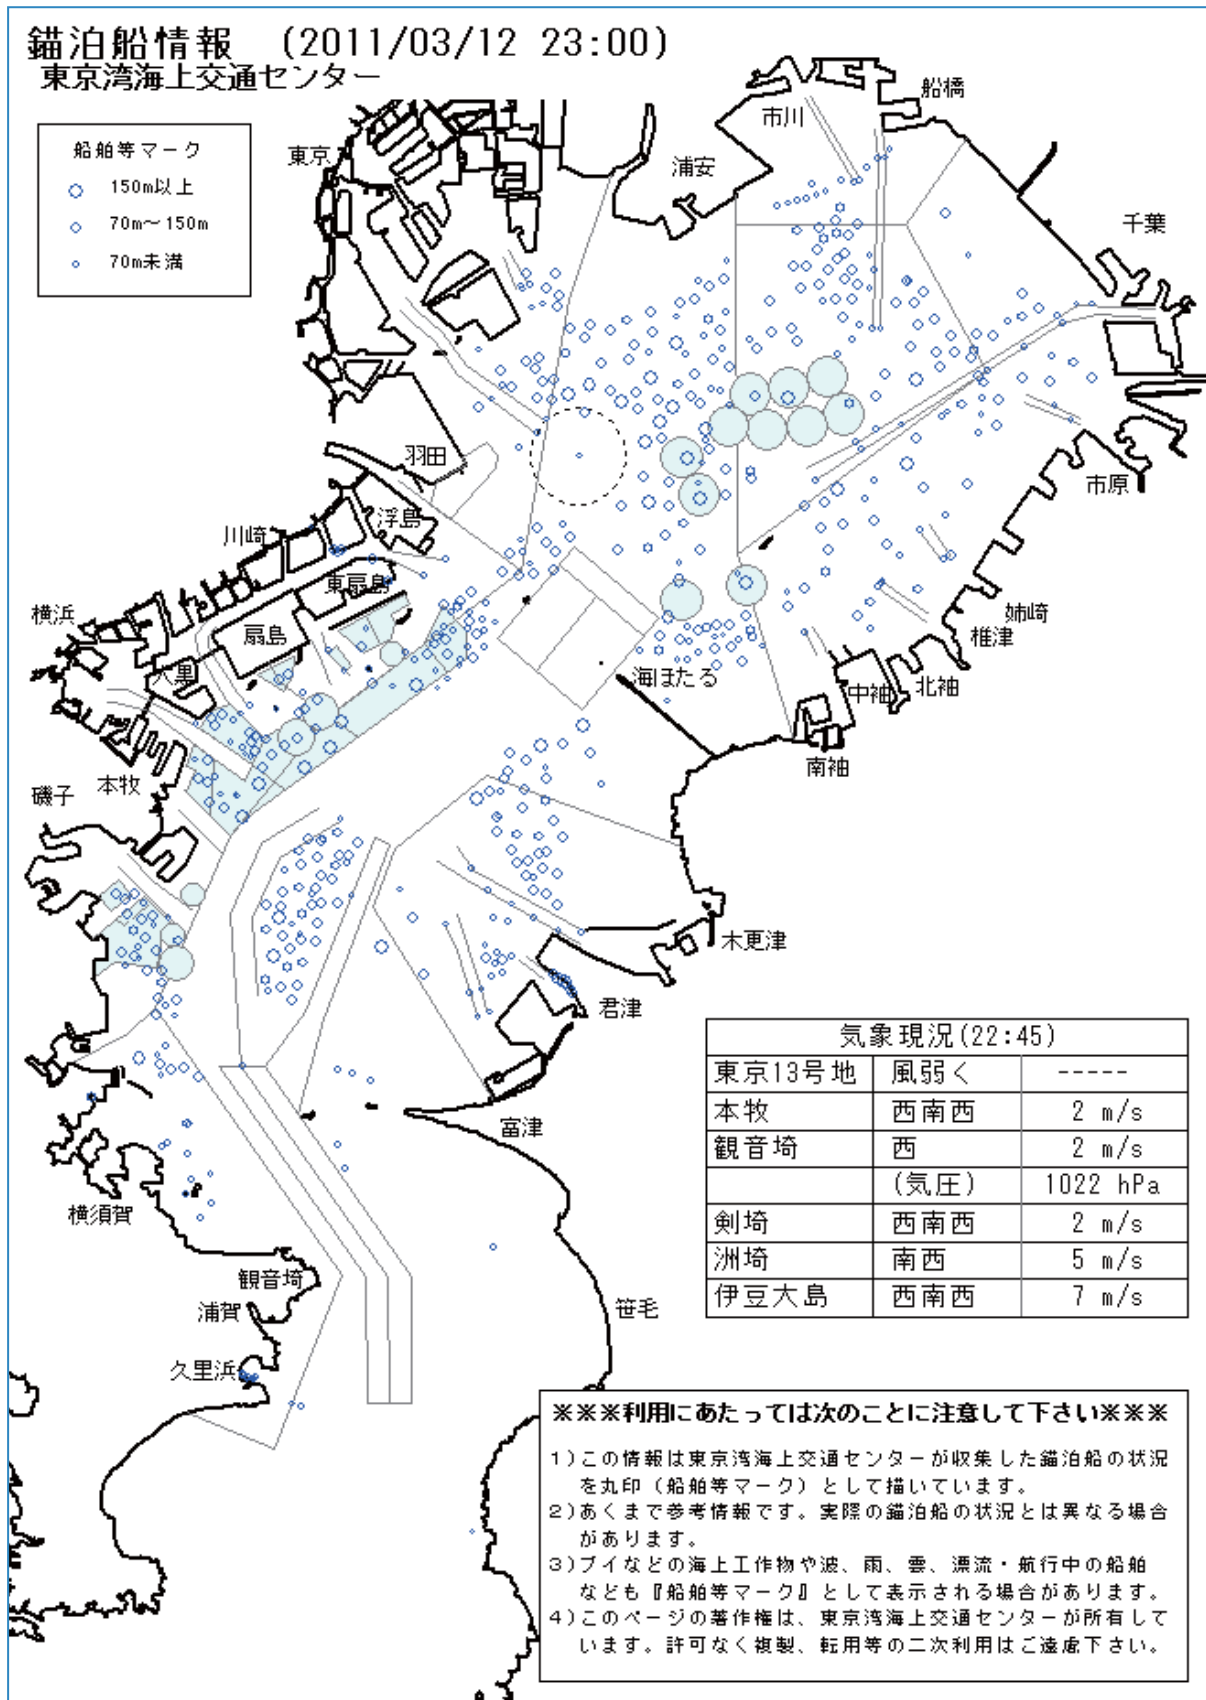 錨泊船情報 (2011/03/12 23:00)
東京湾海上交通センター
船舶等マーク
150m以上
70m～150m
70m未満
船橋
市川
東京
浦安
千葉
羽田
市原
浮島
川崎
東扇島
姉崎
横浜
扇島
椎津
大黒
海ほたる
北袖
中袖
南袖
本牧
磯子
木更津
君津
富津
横須賀
観音埼
浦賀
笹毛
久里浜
気象現況(22:45)
東京13号地 風弱く -----
本牧 西南西 2 m/s
観音埼 西 2 m/s
(気圧) 1022 hPa
剣埼 西南西 2 m/s
洲埼 南西 5 m/s
伊豆大島 西南西 7 m/s
※※※利用にあたっては次のことに注意して下さい※※※
1)この情報は東京湾海上交通センターが収集した錨泊船の状況
を丸印（船舶等マーク）として描いています。
2)あくまで参考情報です。実際の錨泊船の状況とは異なる場合
があります。
3)ブイなどの海上工作物や波、雨、雲、漂流・航行中の船舶
なども『船舶等マーク』として表示される場合があります。
4)このページの著作権は、東京湾海上交通センターが所有して
います。許可なく複製、転用等の二次利用はご遠慮下さい。